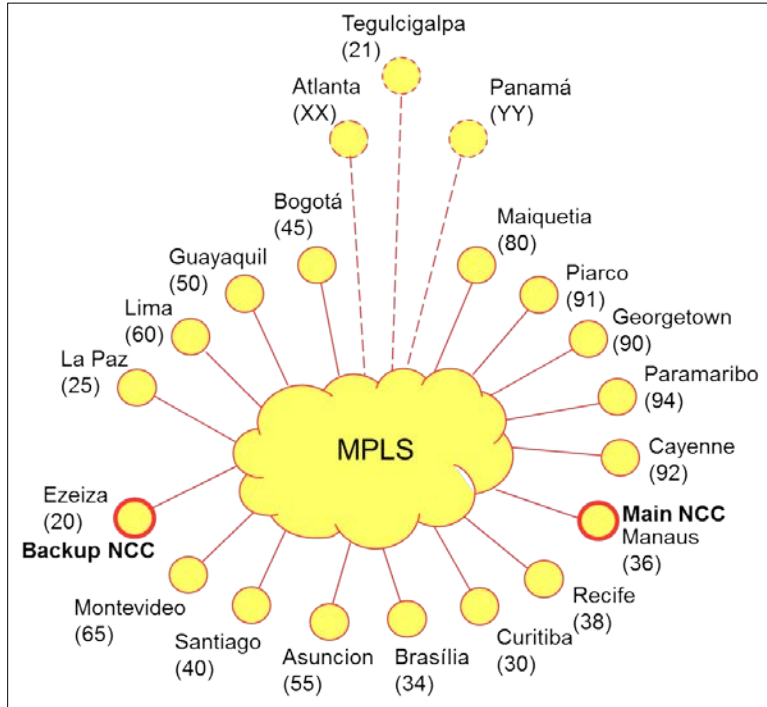 Tegulcigalpa
(21)
Atlanta
(XX)
Panamá
(YY)
Bogotá
(45)
Maiquetia
(80)
Guayaquil
(50)
Piarco
(91)
Lima
(60)
Georgetown
(90)
La Paz
(25)
Paramaribo
(94)
MPLS
Cayenne
(92)
Ezeiza
(20)
Backup NCC
Main NCC
Manaus
(36)
Montevideo
(65)
Recife
(38)
Santiago
(40)
Asuncion
(55)
Brasília
(34)
Curitiba
(30)